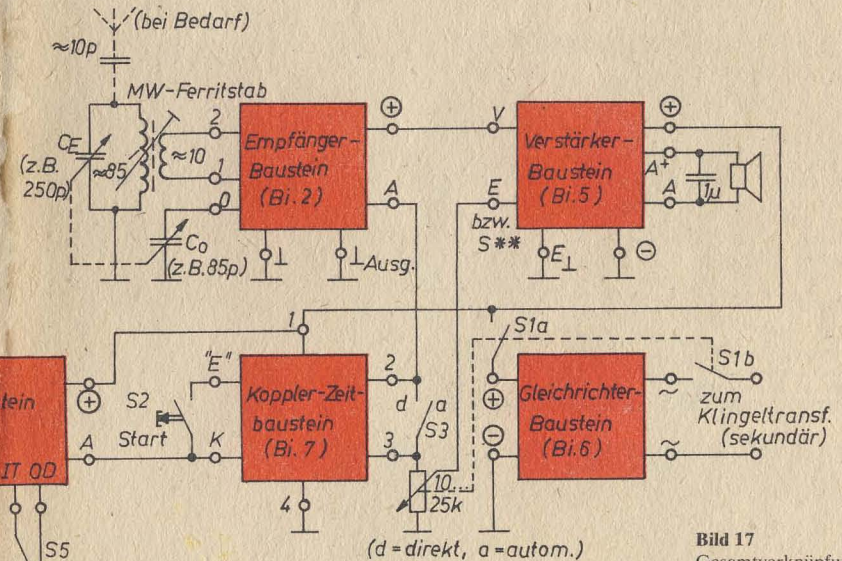 (bei Bedarf)
≈10p
MW-Ferritstab
CE
(z.B.
250p)
≈85
≈10
2
1
0
C0
(z.B.85p)
Empfänger-
Baustein
(Bi.2)
⊥
⊥Ausg.
⊕
A
V
E
bzw.
S**
Verstärker-
Baustein
(Bi.5)
E⊥
⊖
⊕
A+
1µ
A
1
S1a
"E"
S2
Start
K
Koppler-Zeit-
baustein
(Bi.7)
4
2
d a
S3
3
10...
25k
⊕
⊖
Gleichrichter-
Baustein
(Bi.6)
~
~
S1b
zum
Klingeltransf.
(sekundär)
tein
⊕
A
IT OD
S5
(d=direkt, a=autom.)
Bild 17